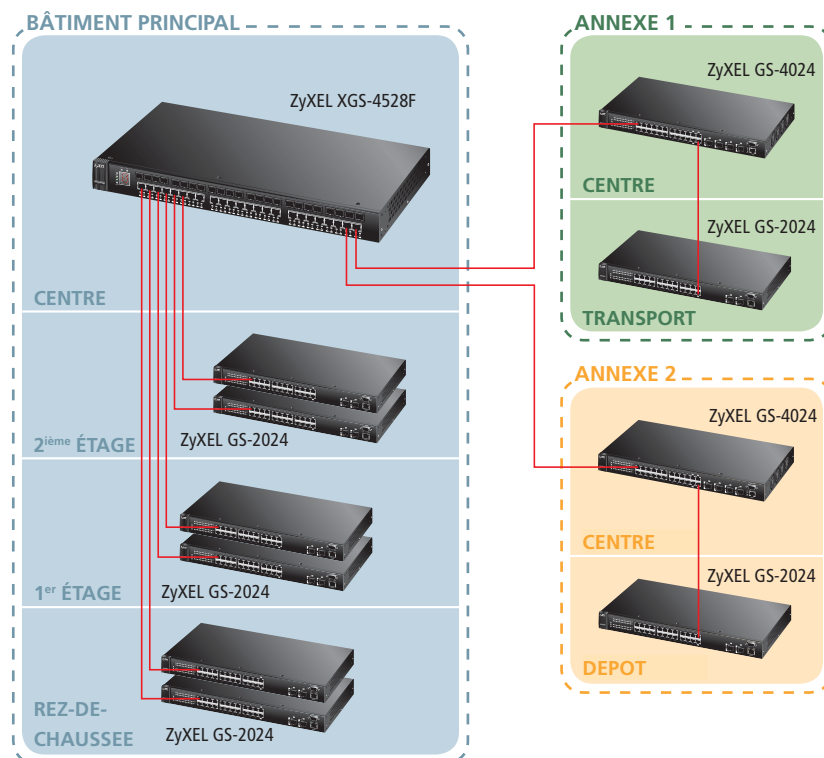 BÂTIMENT PRINCIPAL
ZyXEL XGS-4528F
CENTRE
ZyXEL GS-2024
2ième ÉTAGE
1er ÉTAGE
ZyXEL GS-2024
REZ-DE-
CHAUSSEE
ZyXEL GS-2024
ANNEXE 1
ZyXEL GS-4024
CENTRE
ZyXEL GS-2024
TRANSPORT
ANNEXE 2
ZyXEL GS-4024
CENTRE
ZyXEL GS-2024
DEPOT